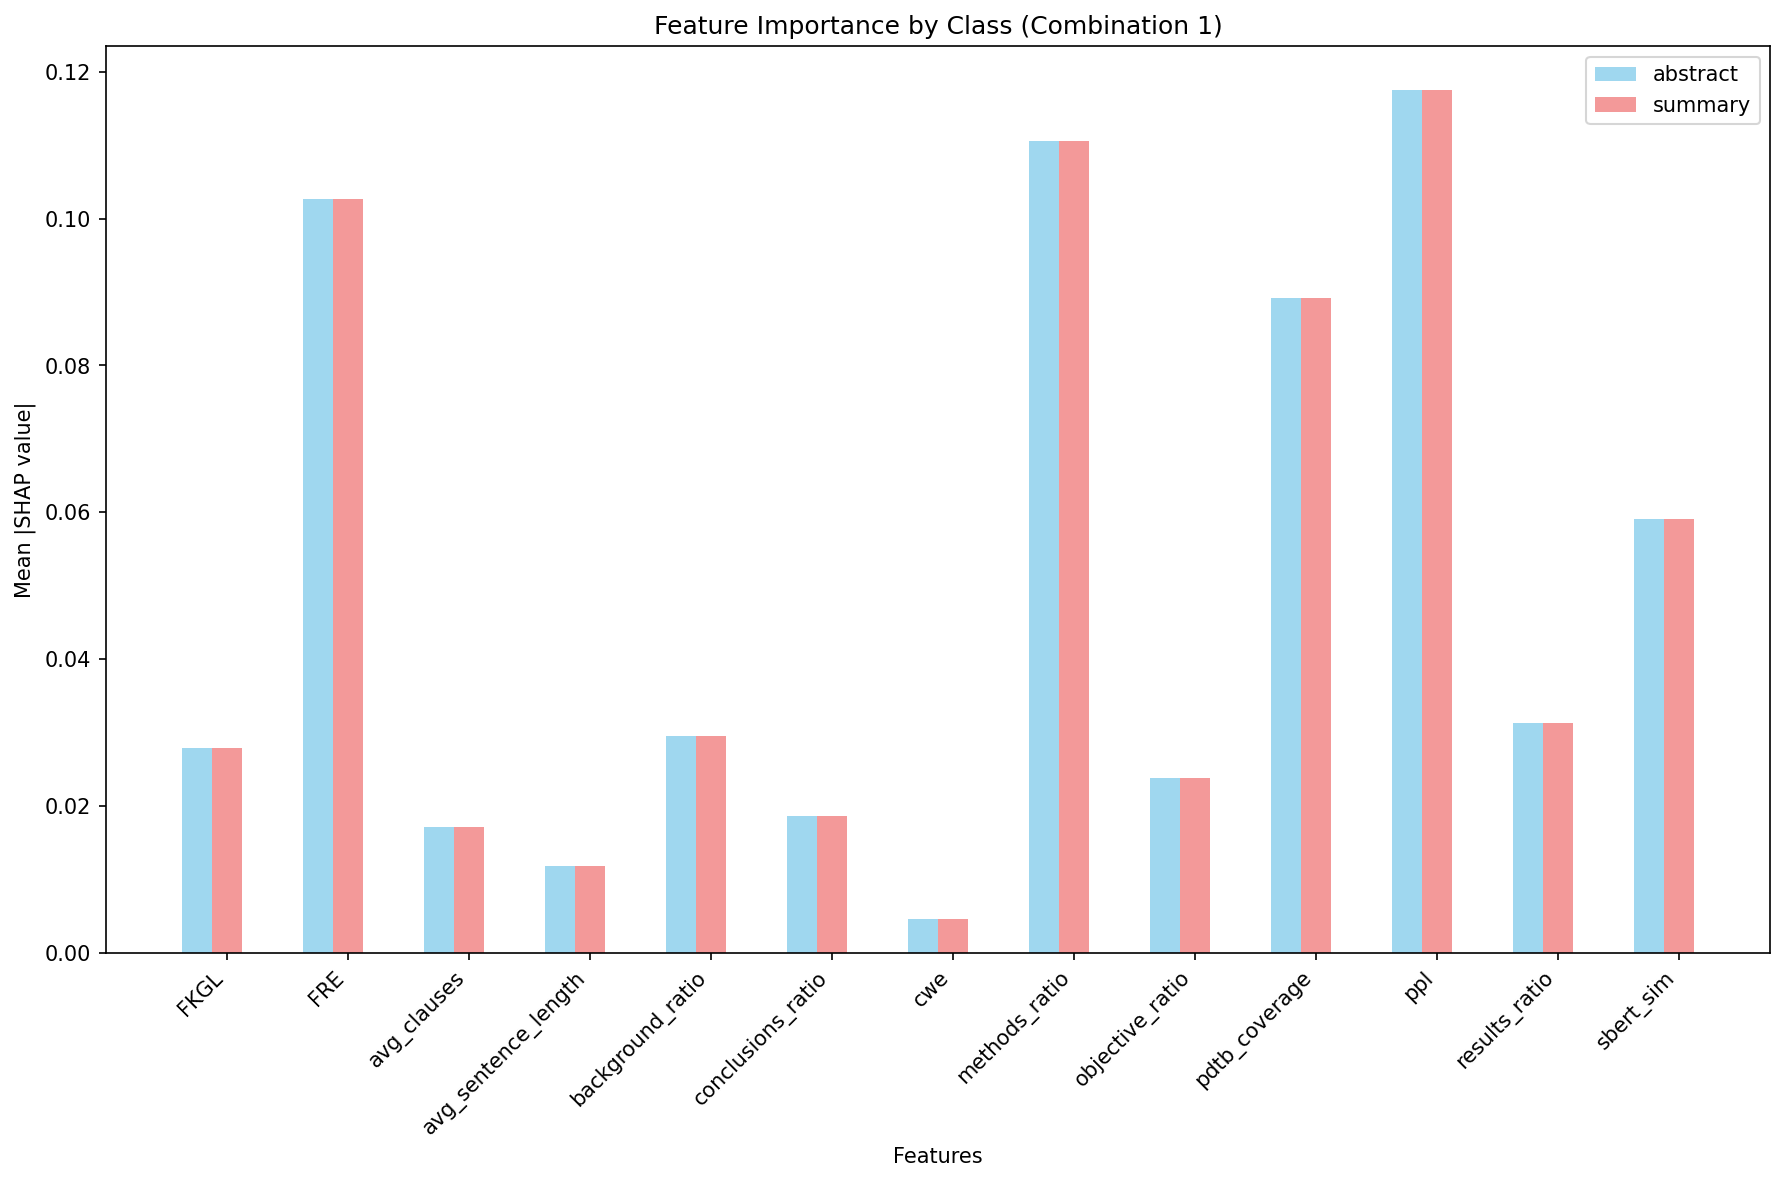 Feature Importance by Class (Combination 1)
abstract
summary
Mean |SHAP value|
0.12
0.10
0.08
0.06
0.04
0.02
0.00
FKGL
FRE
avg_clauses
avg_sentence_length
background_ratio
conclusions_ratio
cwe
methods_ratio
objective_ratio
pdtb_coverage
ppl
results_ratio
sbert_sim
Features